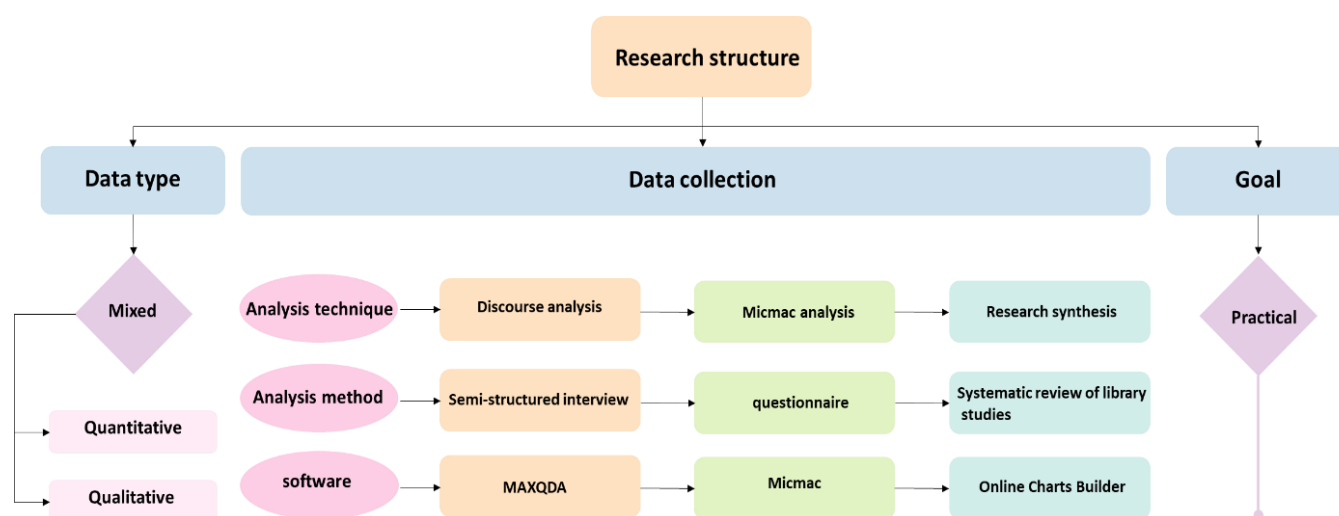 Research structure
Data type
Data collection
Goal
Mixed
Analysis technique
Discourse analysis
Micmac analysis
Research synthesis
Practical
Analysis method
Semi-structured interview
questionnaire
Systematic review of library
studies
Quantitative
software
MAXQDA
Micmac
Online Charts Builder
Qualitative